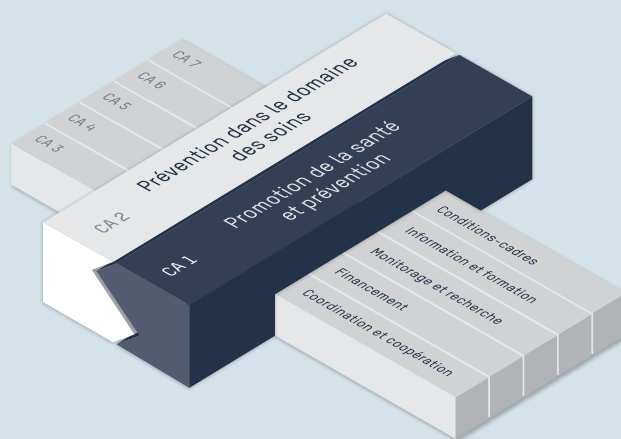 CA 7
CA 6
CA 5
CA 4
CA 3
CA 2
Prévention dans le domaine
des soins
CA 1
Promotion de la santé
et prévention
Conditions-cadres
Information et formation
Monitorage et recherche
Financement
Coordination et coopération